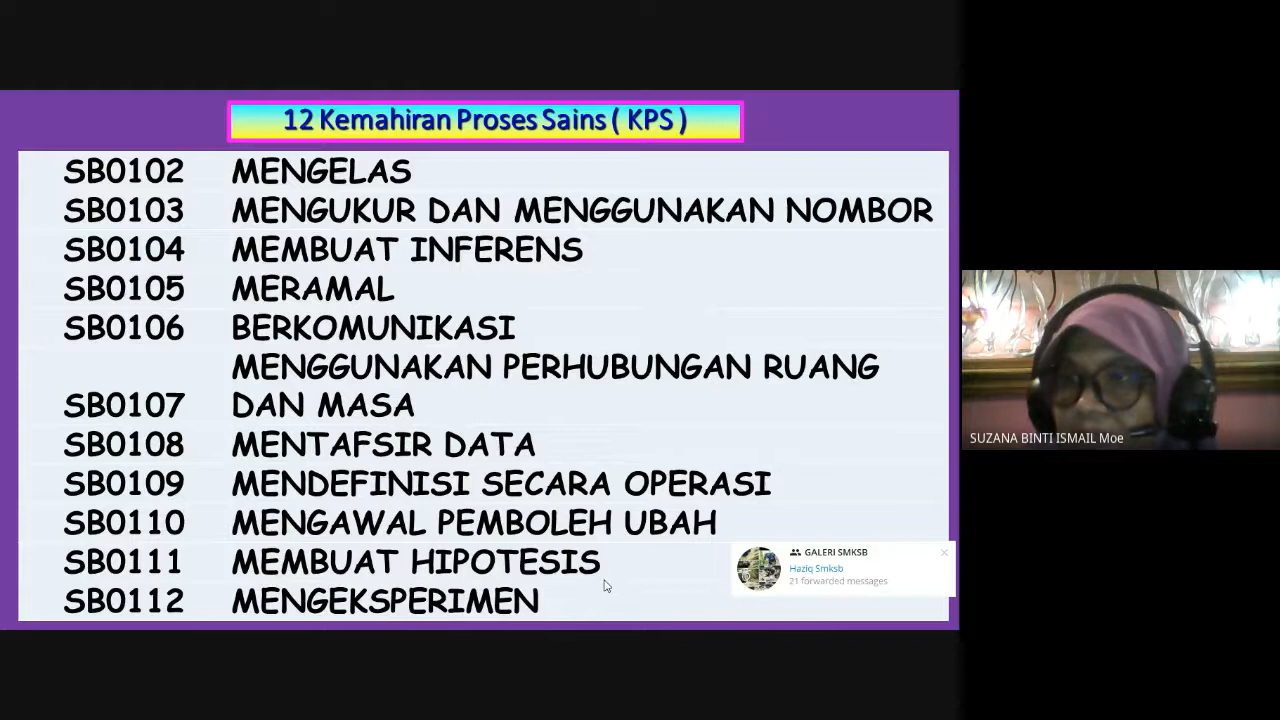 12 Kemahiran Proses Sains ( KPS )
SB0102 MENGELAS
SB0103 MENGUKUR DAN MENGGUNAKAN NOMBOR
SB0104 MEMBUAT INFERENS
SB0105 MERAMAL
SB0106 BERKOMUNIKASI
MENGGUNAKAN PERHUBUNGAN RUANG
SB0107 DAN MASA
SB0108 MENTAFSIR DATA
SB0109 MENDEFINISI SECARA OPERASI
SB0110 MENGAWAL PEMBOLEH UBAH
SB0111 MEMBUAT HIPOTESIS
SB0112 MENGEKSPERIMEN
GALERI SMKSB
Haziq Smksb
21 forwarded messages
SUZANA BINTI ISMAIL Moe